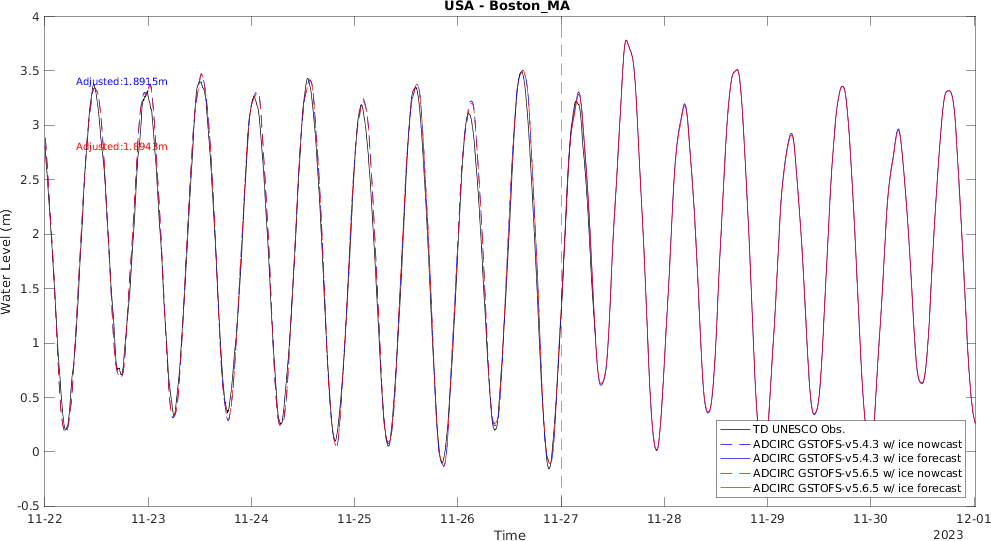 USA - Boston_MA
4
3.5
3
2.5
2
1.5
1
0.5
0
-0.5
Water Level (m)
Adjusted:1.8915m
Adjusted:1.8943m
TD UNESCO Obs.
ADCIRC GSTOFS-v5.4.3 w/ ice nowcast
ADCIRC GSTOFS-v5.4.3 w/ ice forecast
ADCIRC GSTOFS-v5.6.5 w/ ice nowcast
ADCIRC GSTOFS-v5.6.5 w/ ice forecast
11-22 11-23 11-24 11-25 11-26 11-27 11-28 11-29 11-30 12-01
Time
2023